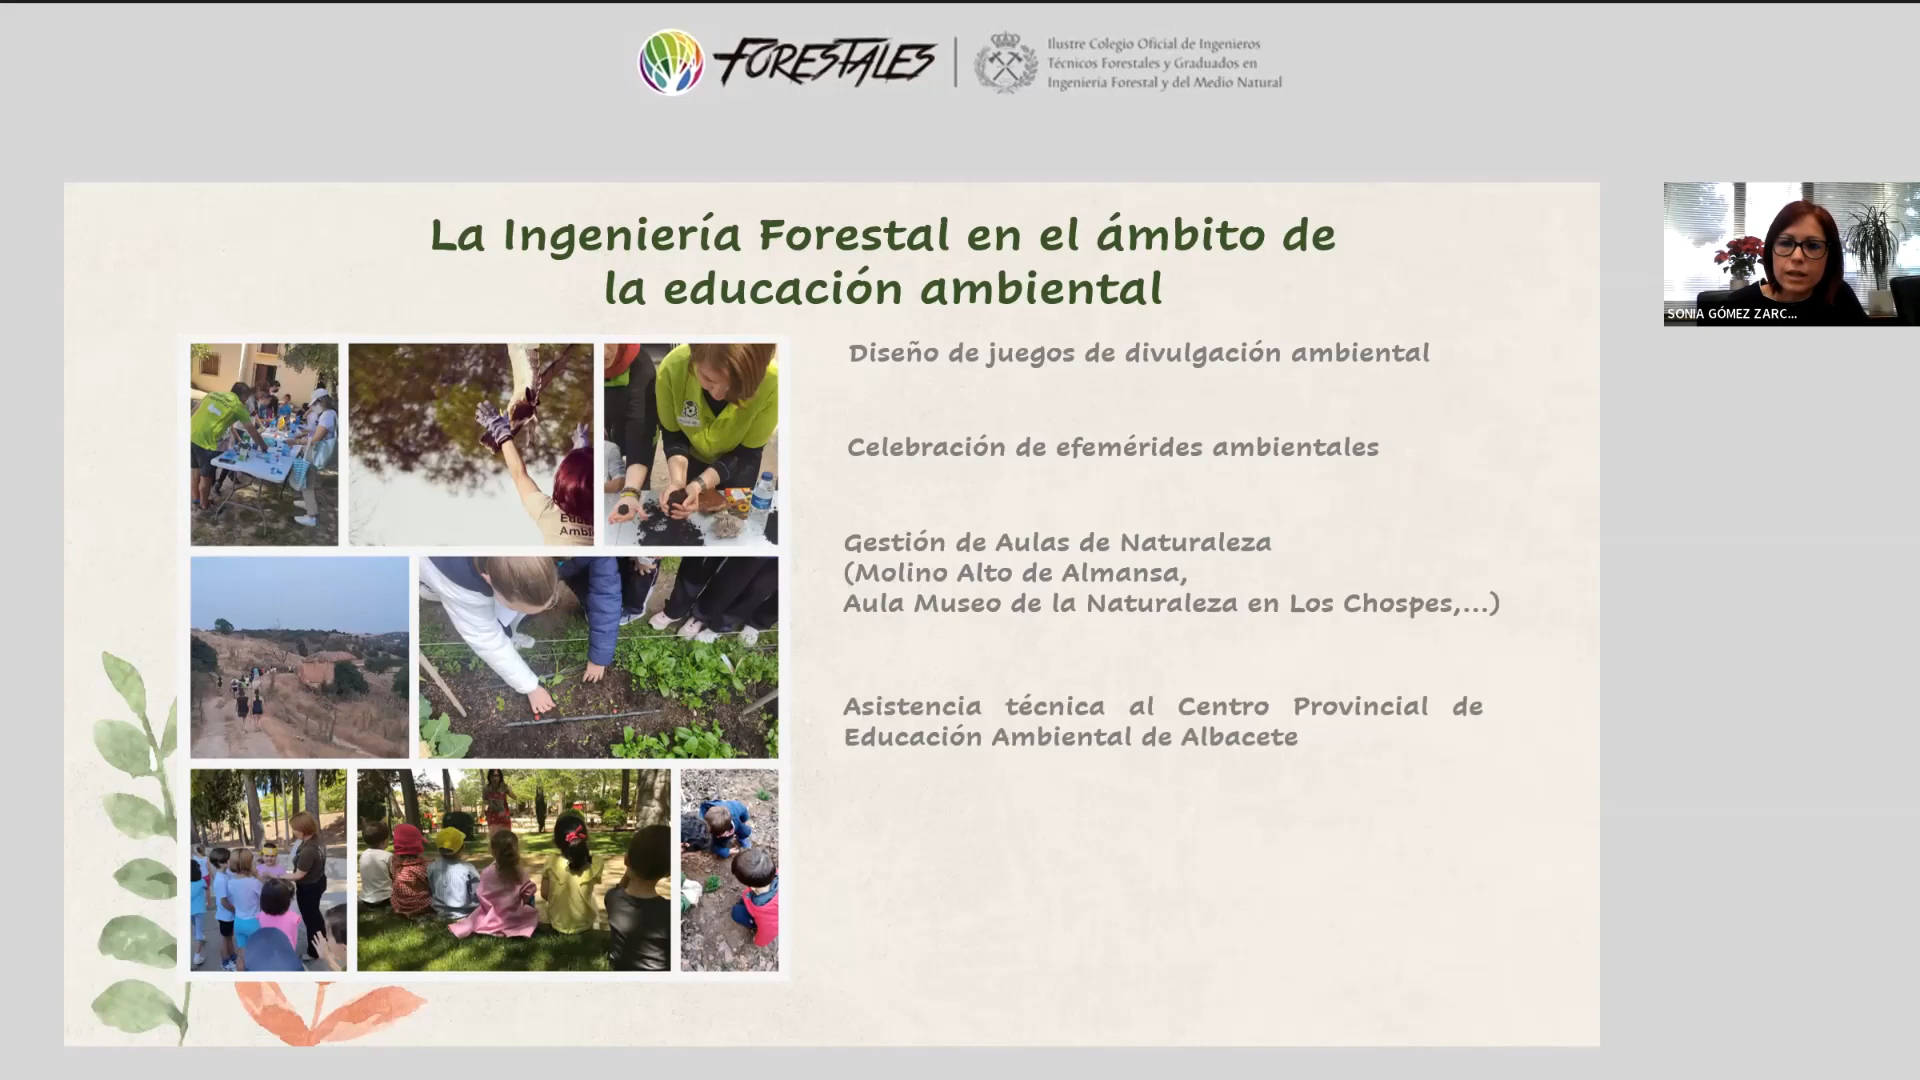 FORESTALES
Ilustre Colegio Oficial de Ingenieros
Técnicos Forestales y Graduados en
Ingeniería Forestal y del Medio Natural
La Ingeniería Forestal en el ámbito de
la educación ambiental
SONIA GÓMEZ ZARC...
Diseño de juegos de divulgación ambiental
Celebración de efemérides ambientales
Gestión de Aulas de Naturaleza
(Molino Alto de Almansa,
Aula Museo de la Naturaleza en Los Chospes,...)
Asistencia técnica al Centro Provincial de
Educación Ambiental de Albacete